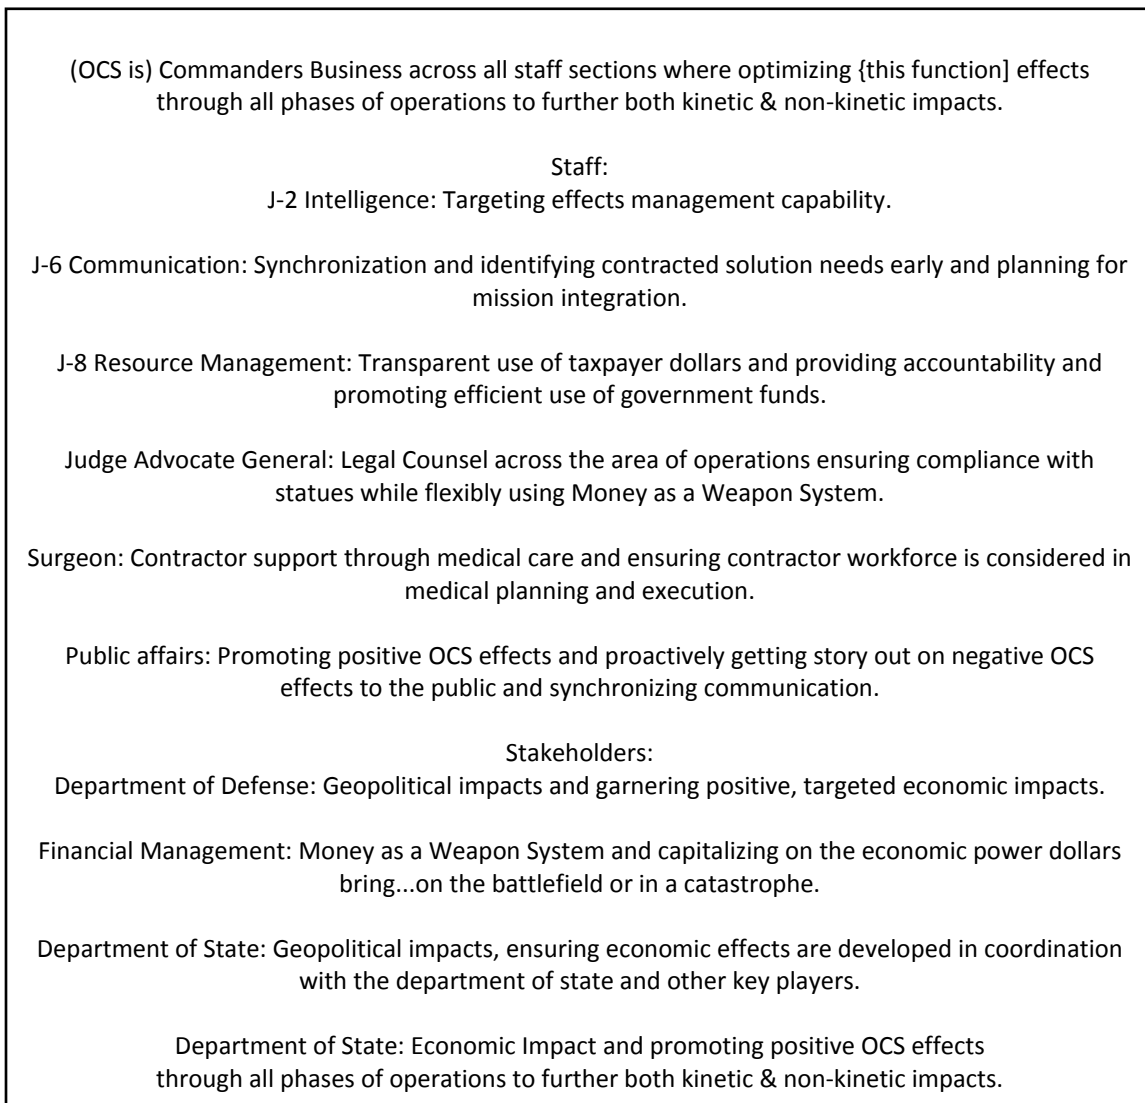 (OCS is) Commanders Business across all staff sections where optimizing {this function] effects
through all phases of operations to further both kinetic & non-kinetic impacts.
Staff:
J-2 Intelligence: Targeting effects management capability.
J-6 Communication: Synchronization and identifying contracted solution needs early and planning for
mission integration.
J-8 Resource Management: Transparent use of taxpayer dollars and providing accountability and
promoting efficient use of government funds.
Judge Advocate General: Legal Counsel across the area of operations ensuring compliance with
statues while flexibly using Money as a Weapon System.
Surgeon: Contractor support through medical care and ensuring contractor workforce is considered in
medical planning and execution.
Public affairs: Promoting positive OCS effects and proactively getting story out on negative OCS
effects to the public and synchronizing communication.
Stakeholders:
Department of Defense: Geopolitical impacts and garnering positive, targeted economic impacts.
Financial Management: Money as a Weapon System and capitalizing on the economic power dollars
bring...on the battlefield or in a catastrophe.
Department of State: Geopolitical impacts, ensuring economic effects are developed in coordination
with the department of state and other key players.
Department of State: Economic Impact and promoting positive OCS effects
through all phases of operations to further both kinetic & non-kinetic impacts.